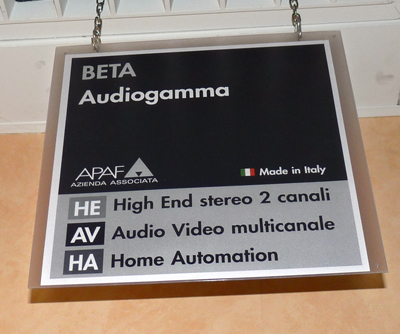 BETA
Audiogamma
APAF
AZIENDA ASSOCIATA
Made in Italy
HE High End stereo 2 canali
AV Audio Video multicanale
HA Home Automation